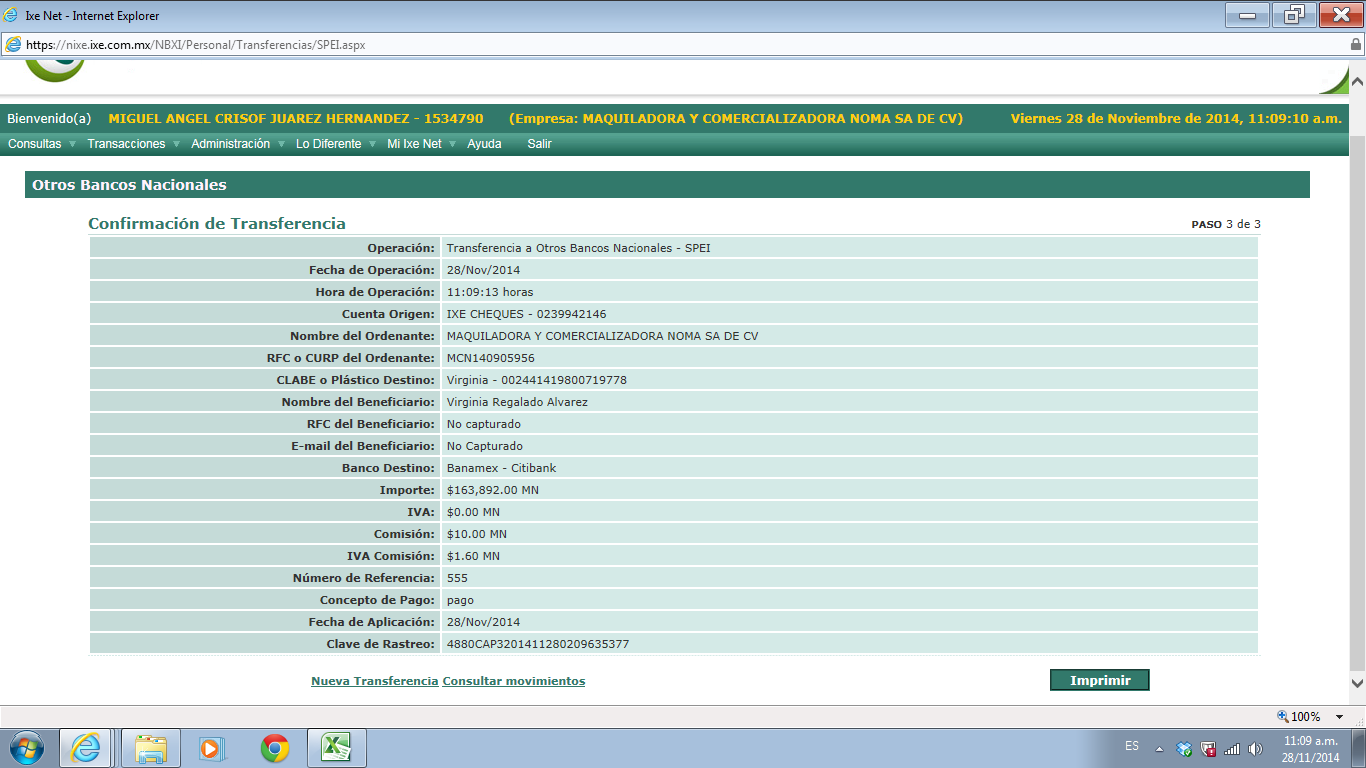 Ixe Net - Internet Explorer
https://nixe.ixe.com.mx/NBXI/Personal/Transferencias/SPEI.aspx
Bienvenido(a) MIGUEL ANGEL CRISOF JUAREZ HERNANDEZ - 1534790 (Empresa: MAQUILADORA Y COMERCIALIZADORA NOMA SA DE CV) Viernes 28 de Noviembre de 2014, 11:09:10 a.m.
Consultas Transacciones Administración Lo Diferente Mi Ixe Net Ayuda Salir
Otros Bancos Nacionales
Confirmación de Transferencia PASO 3 de 3
Operación: Transferencia a Otros Bancos Nacionales - SPEI
Fecha de Operación: 28/Nov/2014
Hora de Operación: 11:09:13 horas
Cuenta Origen: IXE CHEQUES - 0239942146
Nombre del Ordenante: MAQUILADORA Y COMERCIALIZADORA NOMA SA DE CV
RFC o CURP del Ordenante: MCN140905956
CLABE o Plástico Destino: Virginia - 002441419800719778
Nombre del Beneficiario: Virginia Regalado Alvarez
RFC del Beneficiario: No capturado
E-mail del Beneficiario: No Capturado
Banco Destino: Banamex - Citibank
Importe: $163,892.00 MN
IVA: $0.00 MN
Comisión: $10.00 MN
IVA Comisión: $1.60 MN
Número de Referencia: 555
Concepto de Pago: pago
Fecha de Aplicación: 28/Nov/2014
Clave de Rastreo: 4880CAP3201411280209635377
Nueva Transferencia Consultar movimientos Imprimir
100%
ES 11:09 a.m.
28/11/2014